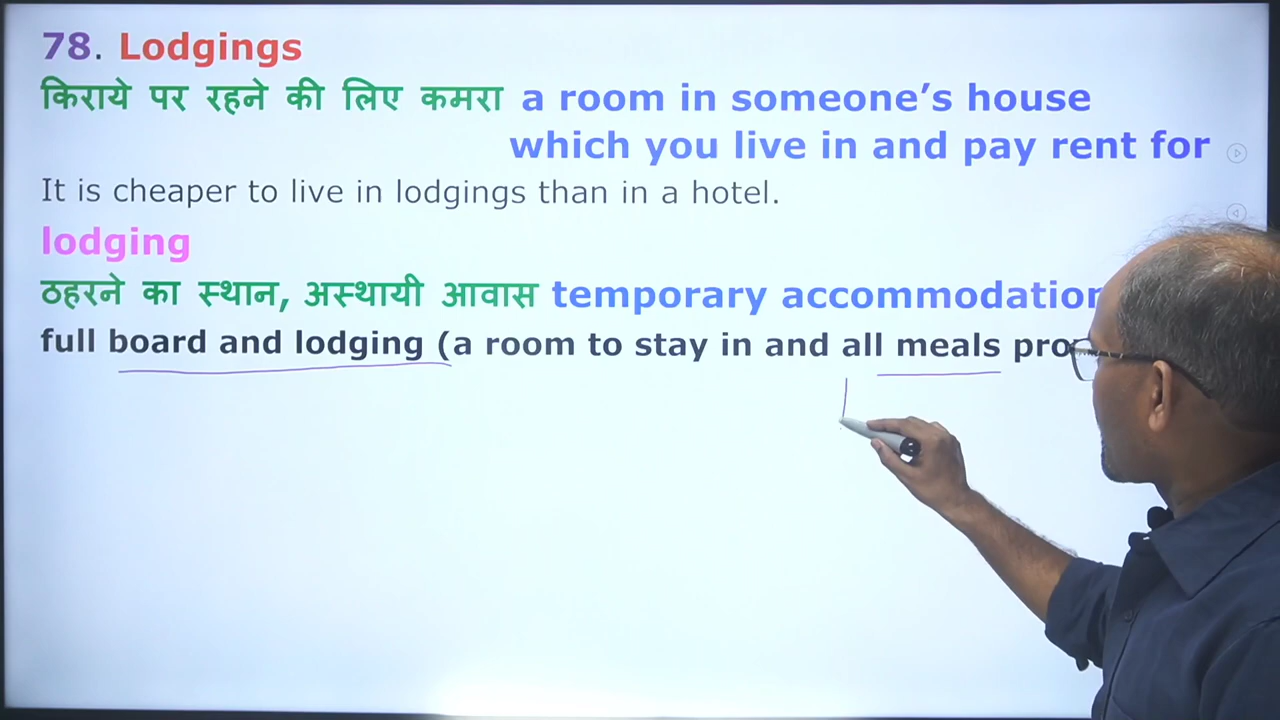 78. Lodgings
किराये पर रहने की लिए कमरा a room in someone’s house
which you live in and pay rent for
It is cheaper to live in lodgings than in a hotel.
lodging
ठहरने का स्थान, अस्थायी आवास temporary
full board and lodging (a room to stay in and all meals